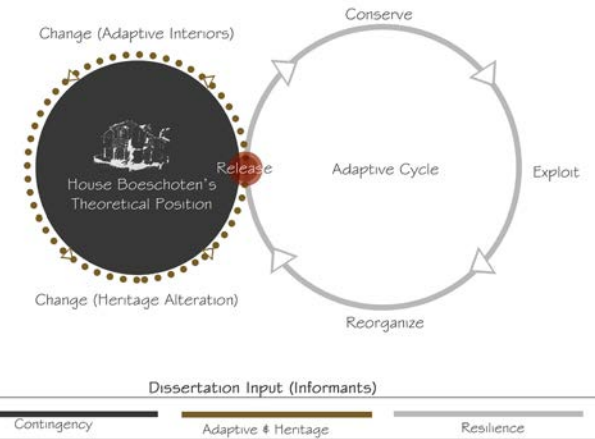 Conserve
Change (Adaptive Interiors)
Release
Adaptive Cycle
Exploit
House Boeschoten's
Theoretical Position
Change (Heritage Alteration)
Reorganize
Dissertation Input (Informants)
Contingency
Adaptive & Heritage
Resilience